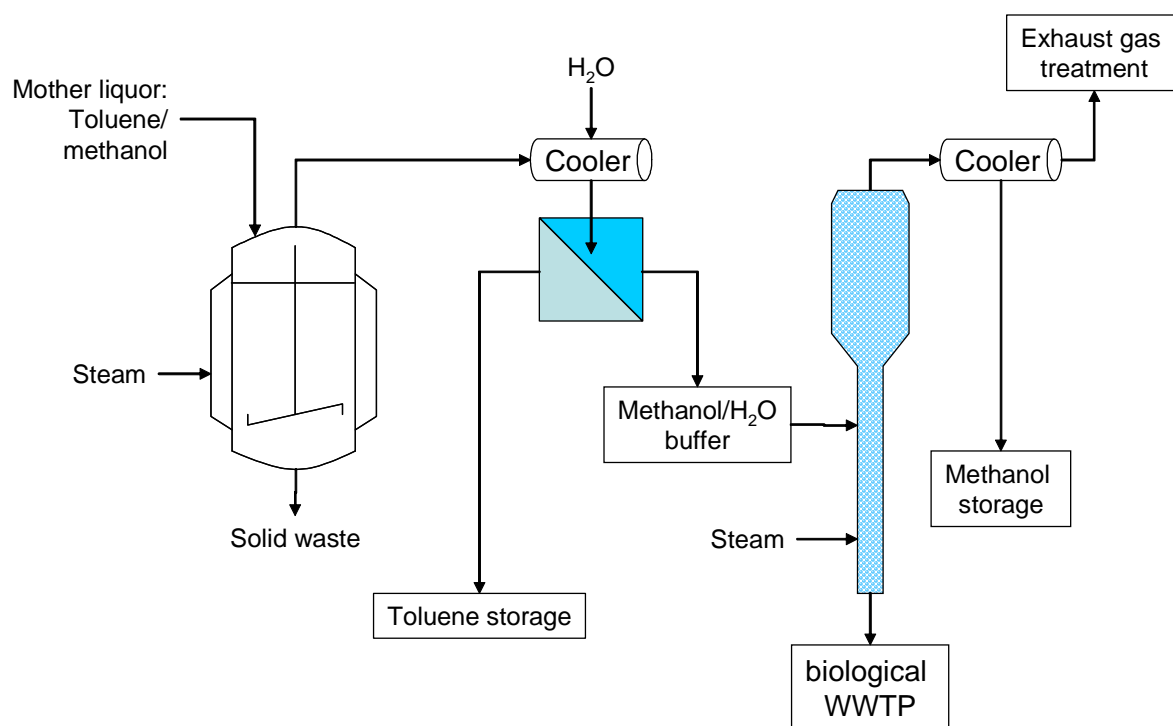 Exhaust gas
treatment
H₂O
Mother liquor:
Toluene/
methanol
Cooler
Cooler
Steam
Methanol/H₂O
buffer
Methanol
storage
Solid waste
Steam
Toluene storage
biological
WWTP